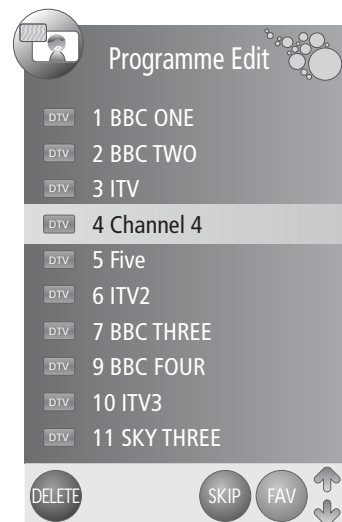 Programme Edit
DTV 1 BBC ONE
DTV 2 BBC TWO
DTV 3 ITV
DTV 4 Channel 4
DTV 5 Five
DTV 6 ITV2
DTV 7 BBC THREE
DTV 9 BBC FOUR
DTV 10 ITV3
DTV 11 SKY THREE
DELETE SKIP FAV